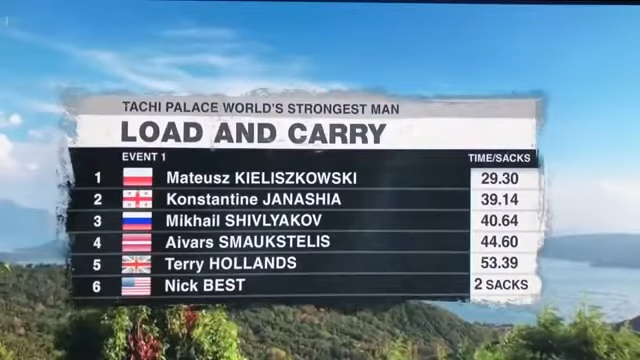 TACHI PALACE WORLD'S STRONGEST MAN
LOAD AND CARRY
EVENT 1 TIME/SACKS
1 Mateusz KIELISZKOWSKI 29.30
2 Konstantine JANASHIA 39.14
3 Mikhail SHIVLYAKOV 40.64
4 Aivars SMAUKSTELIS 44.60
5 Terry HOLLANDS 53.39
6 Nick BEST 2 SACKS